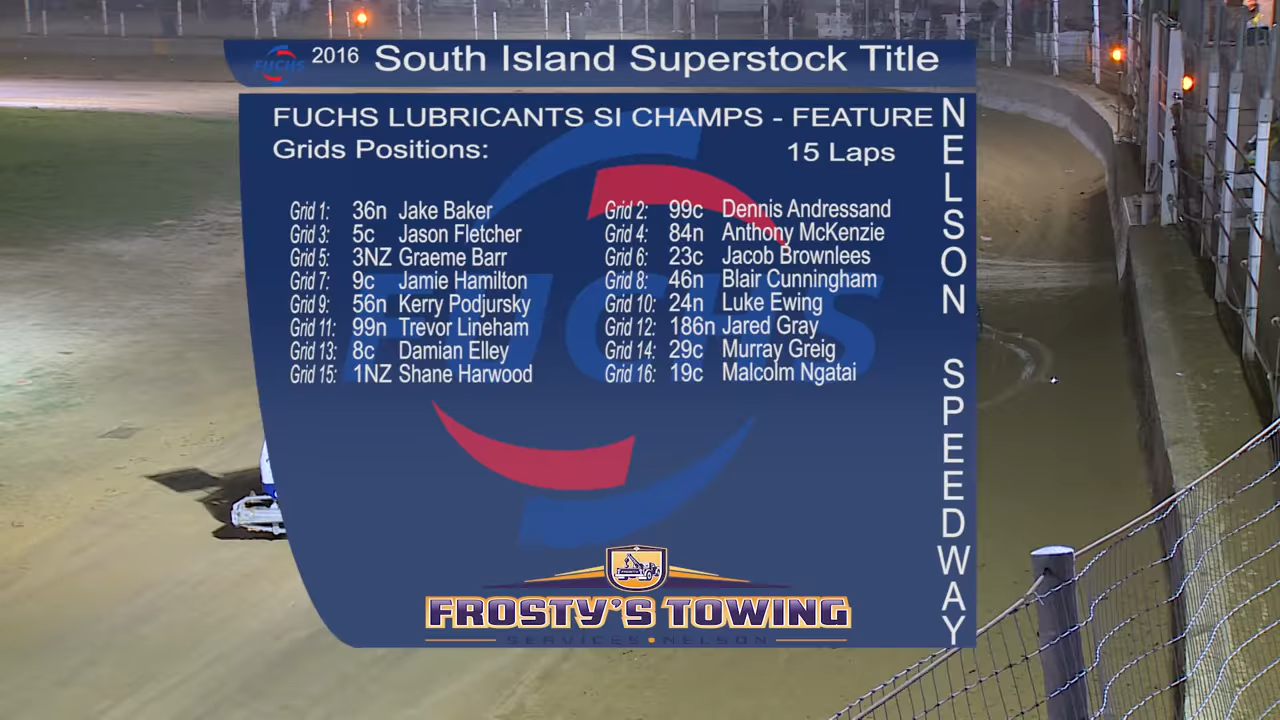 FUCHS 2016 South Island Superstock Title
FUCHS LUBRICANTS SI CHAMPS - FEATURE
Grids Positions: 15 Laps
Grid 1: 36n Jake Baker Grid 2: 99c Dennis Andressand
Grid 3: 5c Jason Fletcher Grid 4: 84n Anthony McKenzie
Grid 5: 3NZ Graeme Barr Grid 6: 23c Jacob Brownlees
Grid 7: 9c Jamie Hamilton Grid 8: 46n Blair Cunningham
Grid 9: 56n Kerry Podjursky Grid 10: 24n Luke Ewing
Grid 11: 99n Trevor Lineham Grid 12: 186n Jared Gray
Grid 13: 8c Damian Elley Grid 14: 29c Murray Greig
Grid 15: 1NZ Shane Harwood Grid 16: 19c Malcolm Ngatai
FUCHS
NELSON SPEEDWAY
FROSTY'S TOWING
SERVICES • NELSON